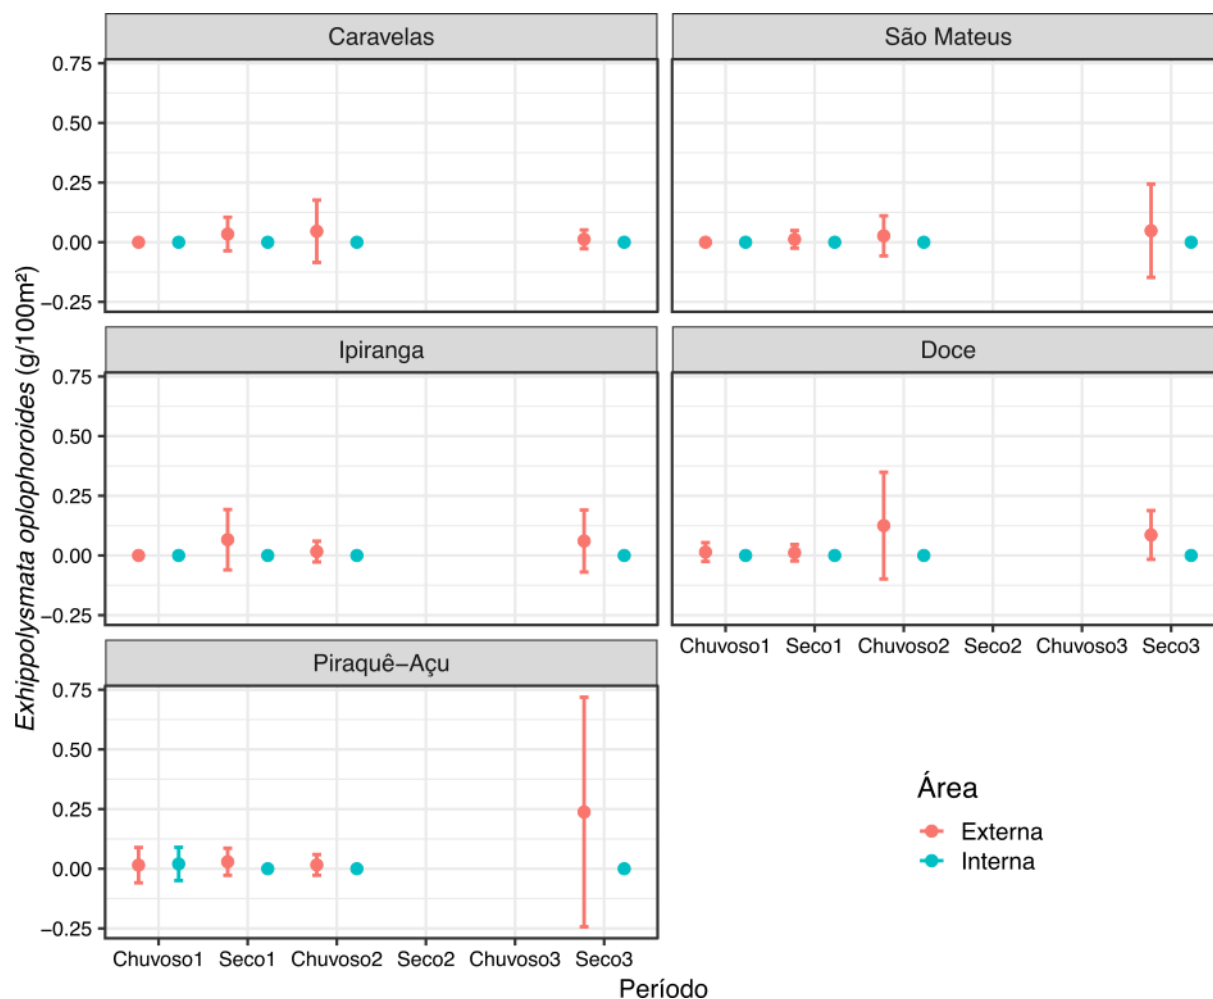 Caravelas
São Mateus
0.75
0.50
0.25
0.00
−0.25
Ipiranga
Doce
0.75
0.50
0.25
0.00
−0.25
Chuvoso1 Seco1 Chuvoso2 Seco2 Chuvoso3 Seco3
Piraquê−Açu
0.75
0.50
0.25
0.00
−0.25
Chuvoso1 Seco1 Chuvoso2 Seco2 Chuvoso3 Seco3
Período
Exhippolysmata oplophoroides (g/100m²)
Área
Externa
Interna